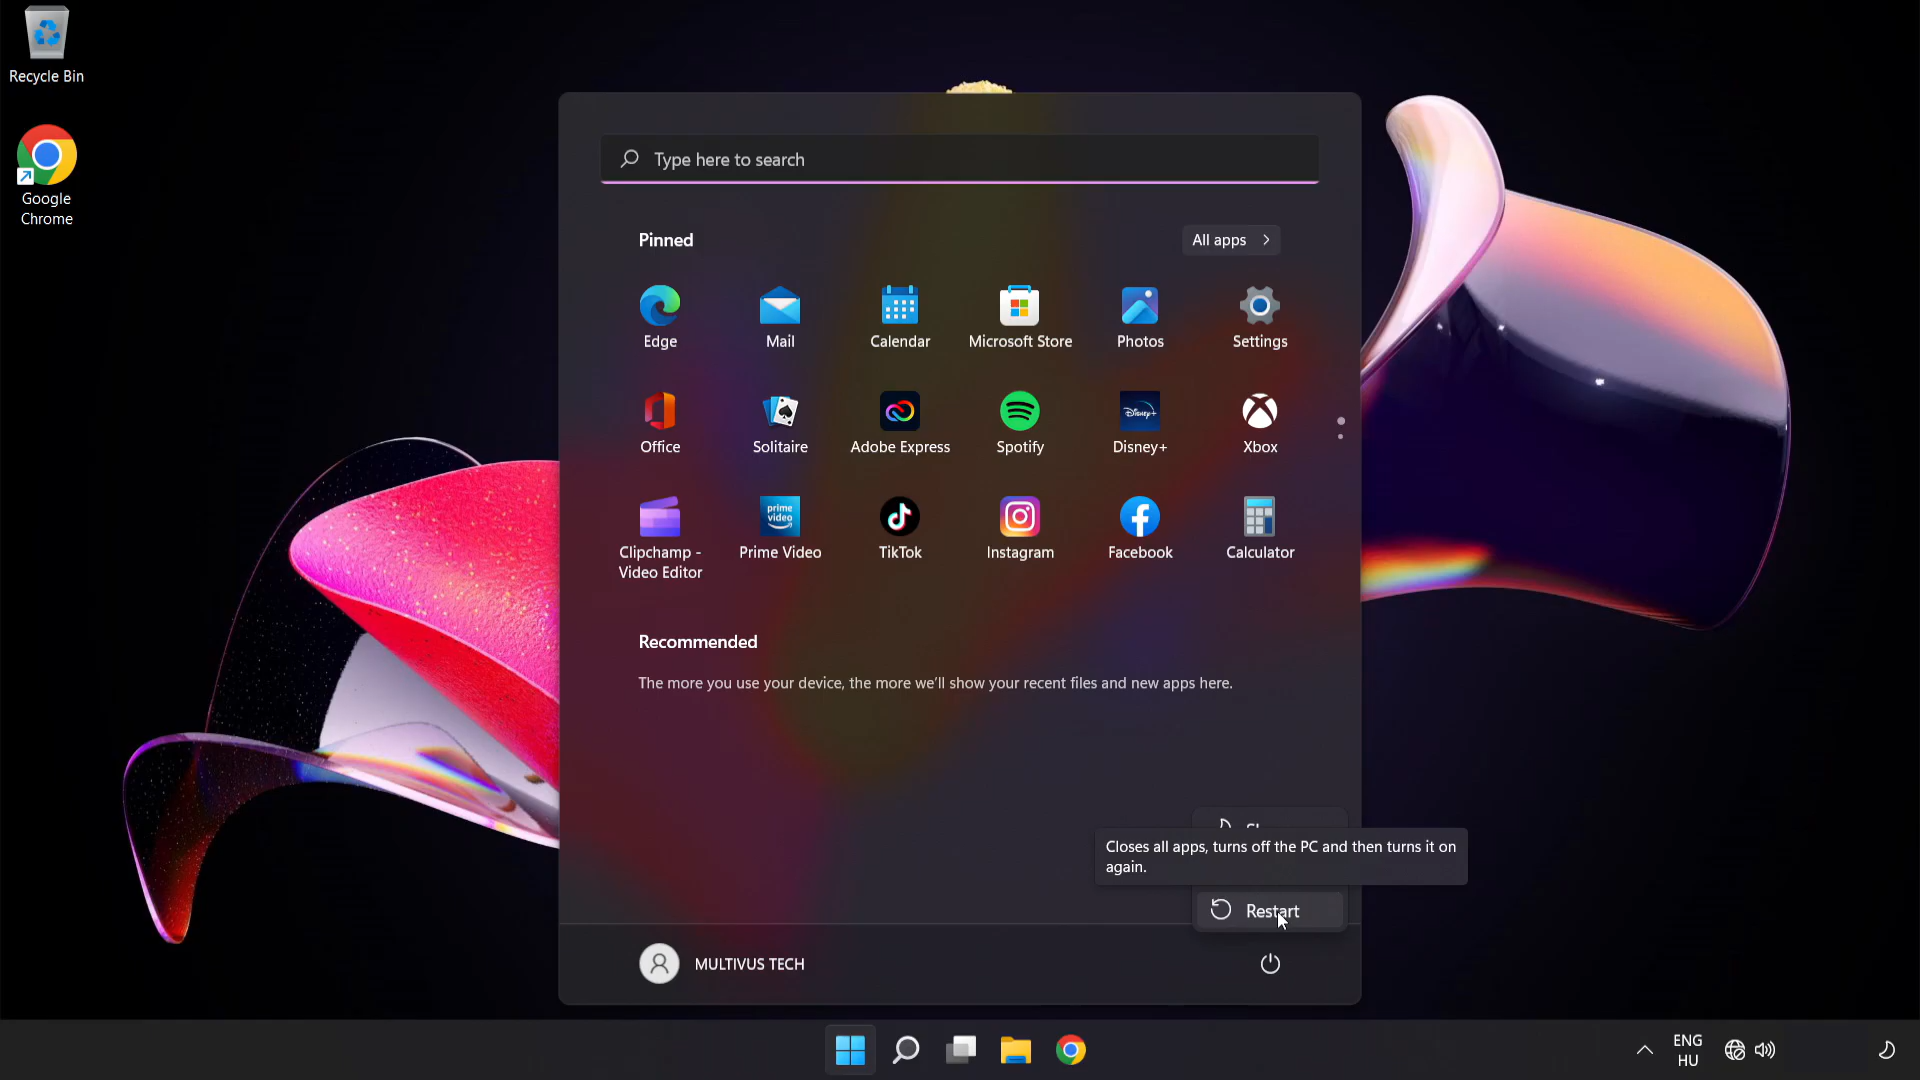 Recycle Bin
Google
Chrome
Type here to search
Pinned
All apps
Edge
Mail
Calendar
Microsoft Store
Photos
Settings
Office
Solitaire
Adobe Express
Spotify
Disney+
Disney+
Xbox
prime
video
Clipchamp -
Video Editor
Prime Video
TikTok
Instagram
Facebook
Calculator
Recommended
The more you use your device, the more we'll show your recent files and new apps here.
Closes all apps, turns off the PC and then turns it on
again.
Restart
MULTIVUS TECH
ENG
HU